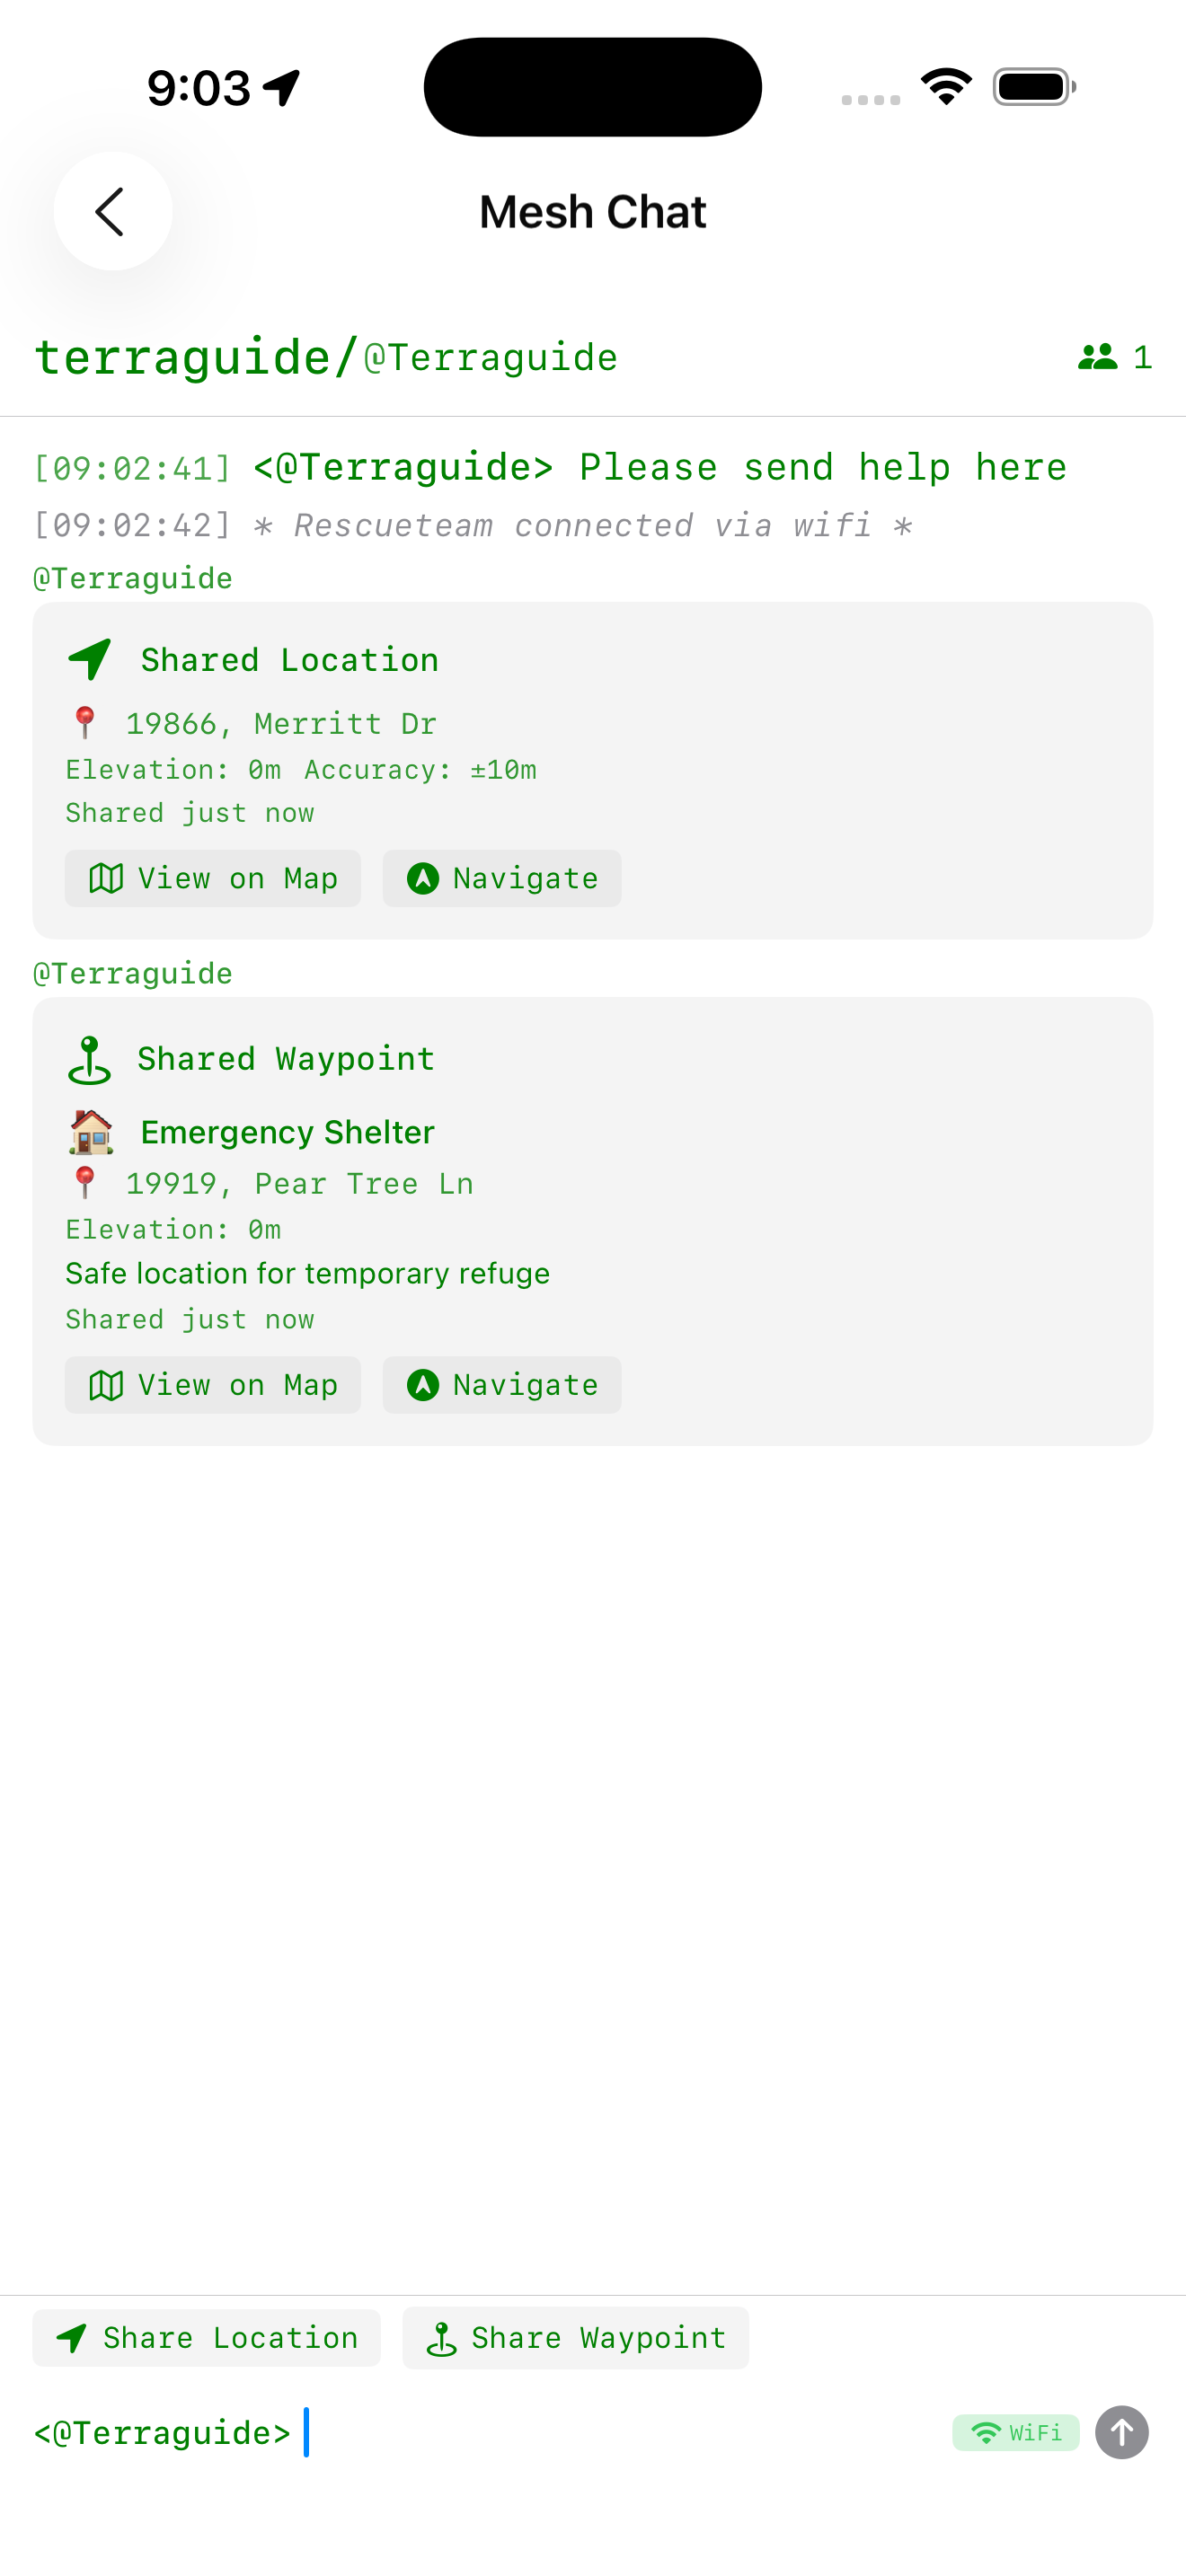 9:03
Mesh Chat
terraguide/@Terraguide 1
[09:02:41] <@Terraguide> Please send help here
[09:02:42] * Rescueteam connected via wifi *
@Terraguide
Shared Location
19866, Merritt Dr
Elevation: 0m Accuracy: ±10m
Shared just now
View on Map Navigate
@Terraguide
Shared Waypoint
Emergency Shelter
19919, Pear Tree Ln
Elevation: 0m
Safe location for temporary refuge
Shared just now
View on Map Navigate
Share Location Share Waypoint
<@Terraguide> WiFi